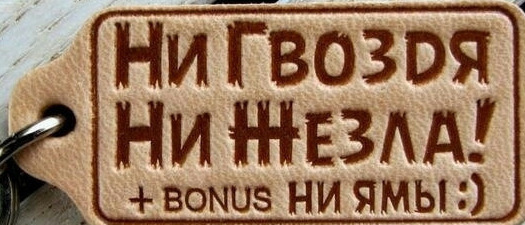 Ни Гвоздя
Ни Жезла!
+ BONUS НИ ЯМЫ :)